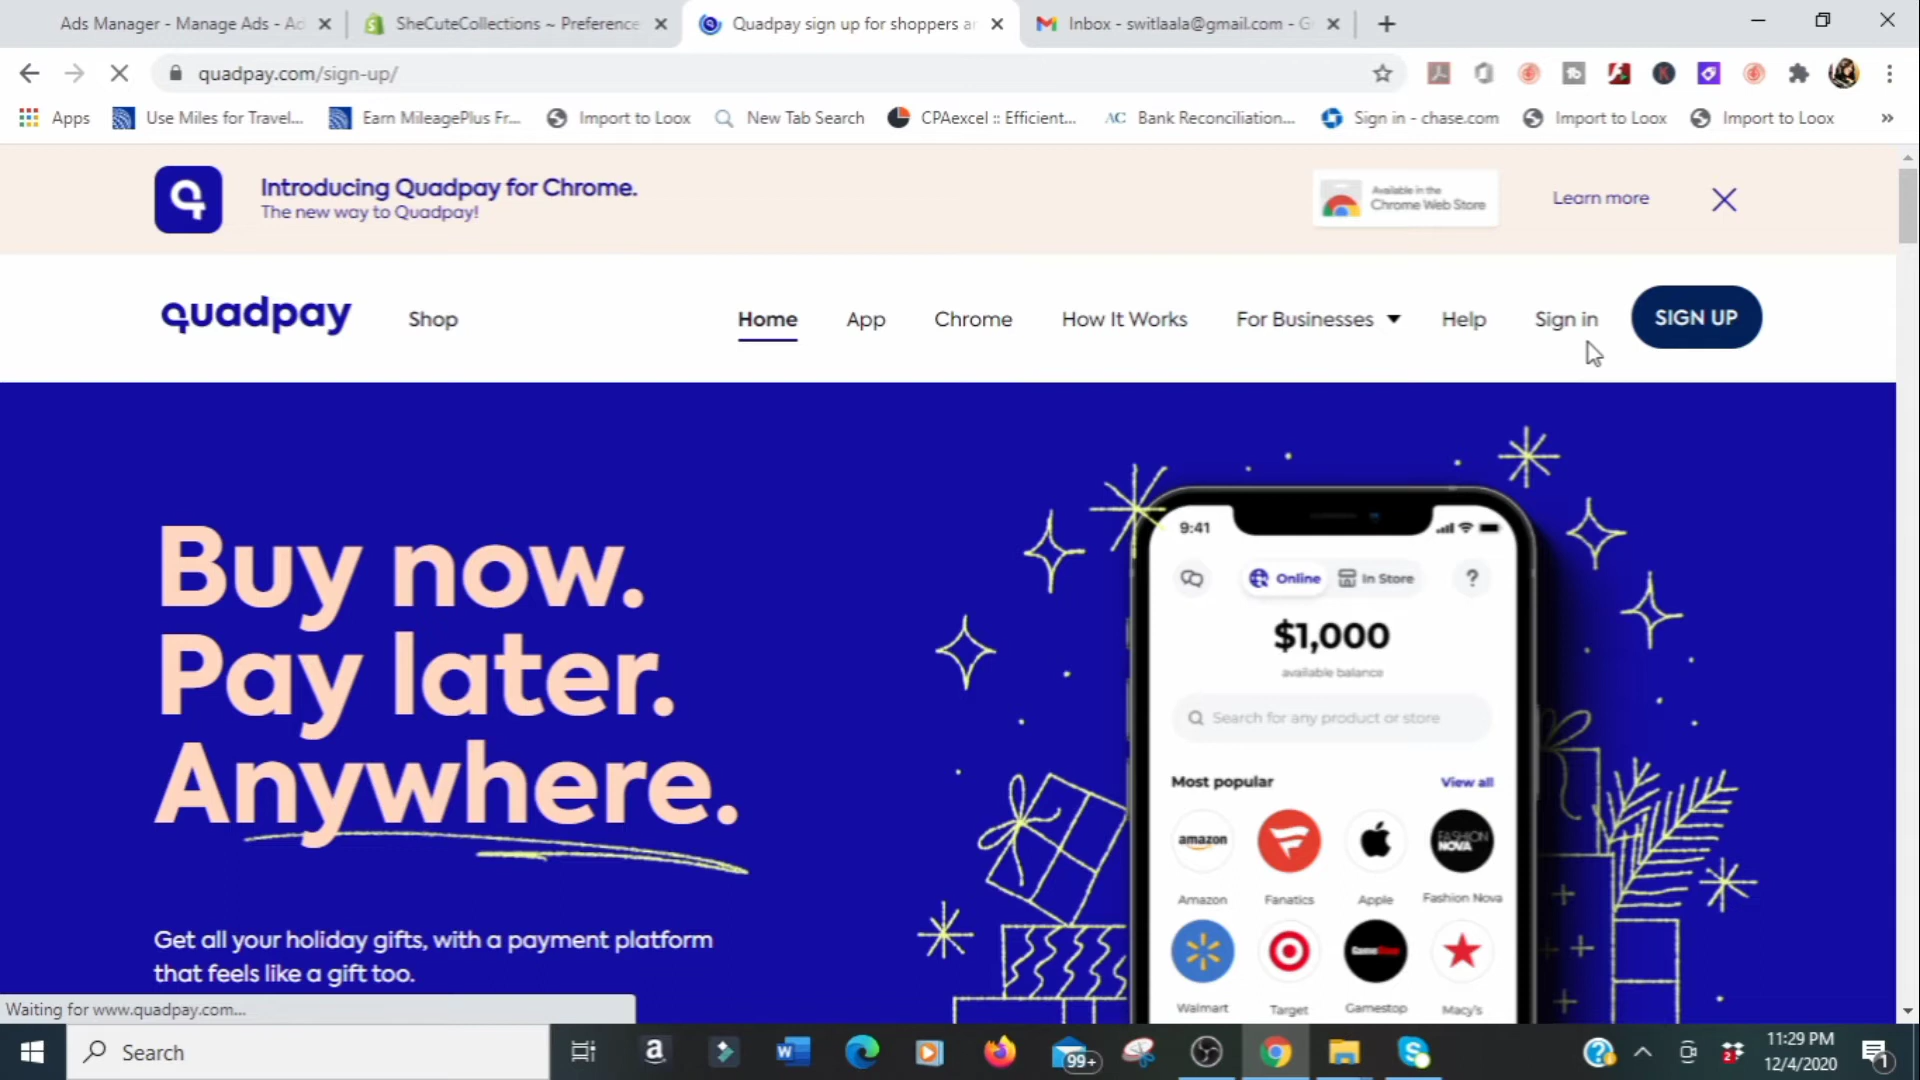 Ads Manager - Manage Ads - Ad
SheCuteCollections ~ Preference
Quadpay sign up for shoppers a
Inbox - switlaala@gmail.com - G
quadpay.com/sign-up/
Apps
Use Miles for Travel...
Earn MileagePlus Fr...
Import to Loox
New Tab Search
CPAexcel :: Efficient...
AC Bank Reconciliation...
Sign in - chase.com
Import to Loox
Import to Loox
»
Introducing Quadpay for Chrome.
The new way to Quadpay!
Available in the
Chrome Web Store
Learn more
quadpay
Shop
Home
App
Chrome
How It Works
For Businesses
Help
Sign in
SIGN UP
Buy now.
Pay later.
Anywhere.
Get all your holiday gifts, with a payment platform
that feels like a gift too.
9:41
Online
In Store
?
$1,000
available balance
Search for any product or store
Most popular
View all
amazon
FASHION
NOVA
Amazon
Fanatics
Apple
Fashion Nova
GameStop
Walmart
Target
Gamestop
Macy's
Waiting for www.quadpay.com...
Search
99+
2
11:29 PM
12/4/2020
1